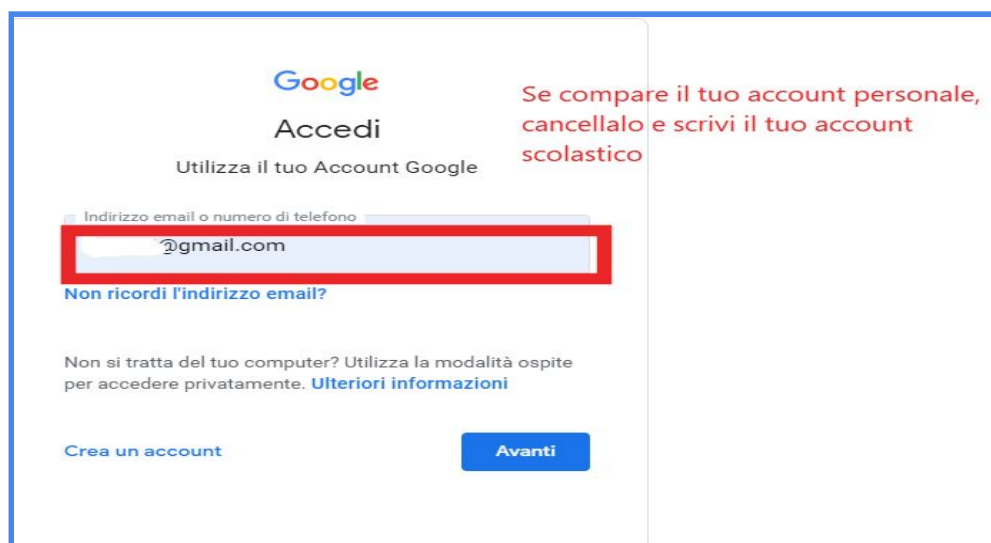 Google
Se compare il tuo account personale,
cancellalo e scrivi il tuo account
scolastico
Accedi
Utilizza il tuo Account Google
Indirizzo email o numero di telefono
@gmail.com
Non ricordi l'indirizzo email?
Non si tratta del tuo computer? Utilizza la modalità ospite
per accedere privatamente. Ulteriori informazioni
Crea un account
Avanti